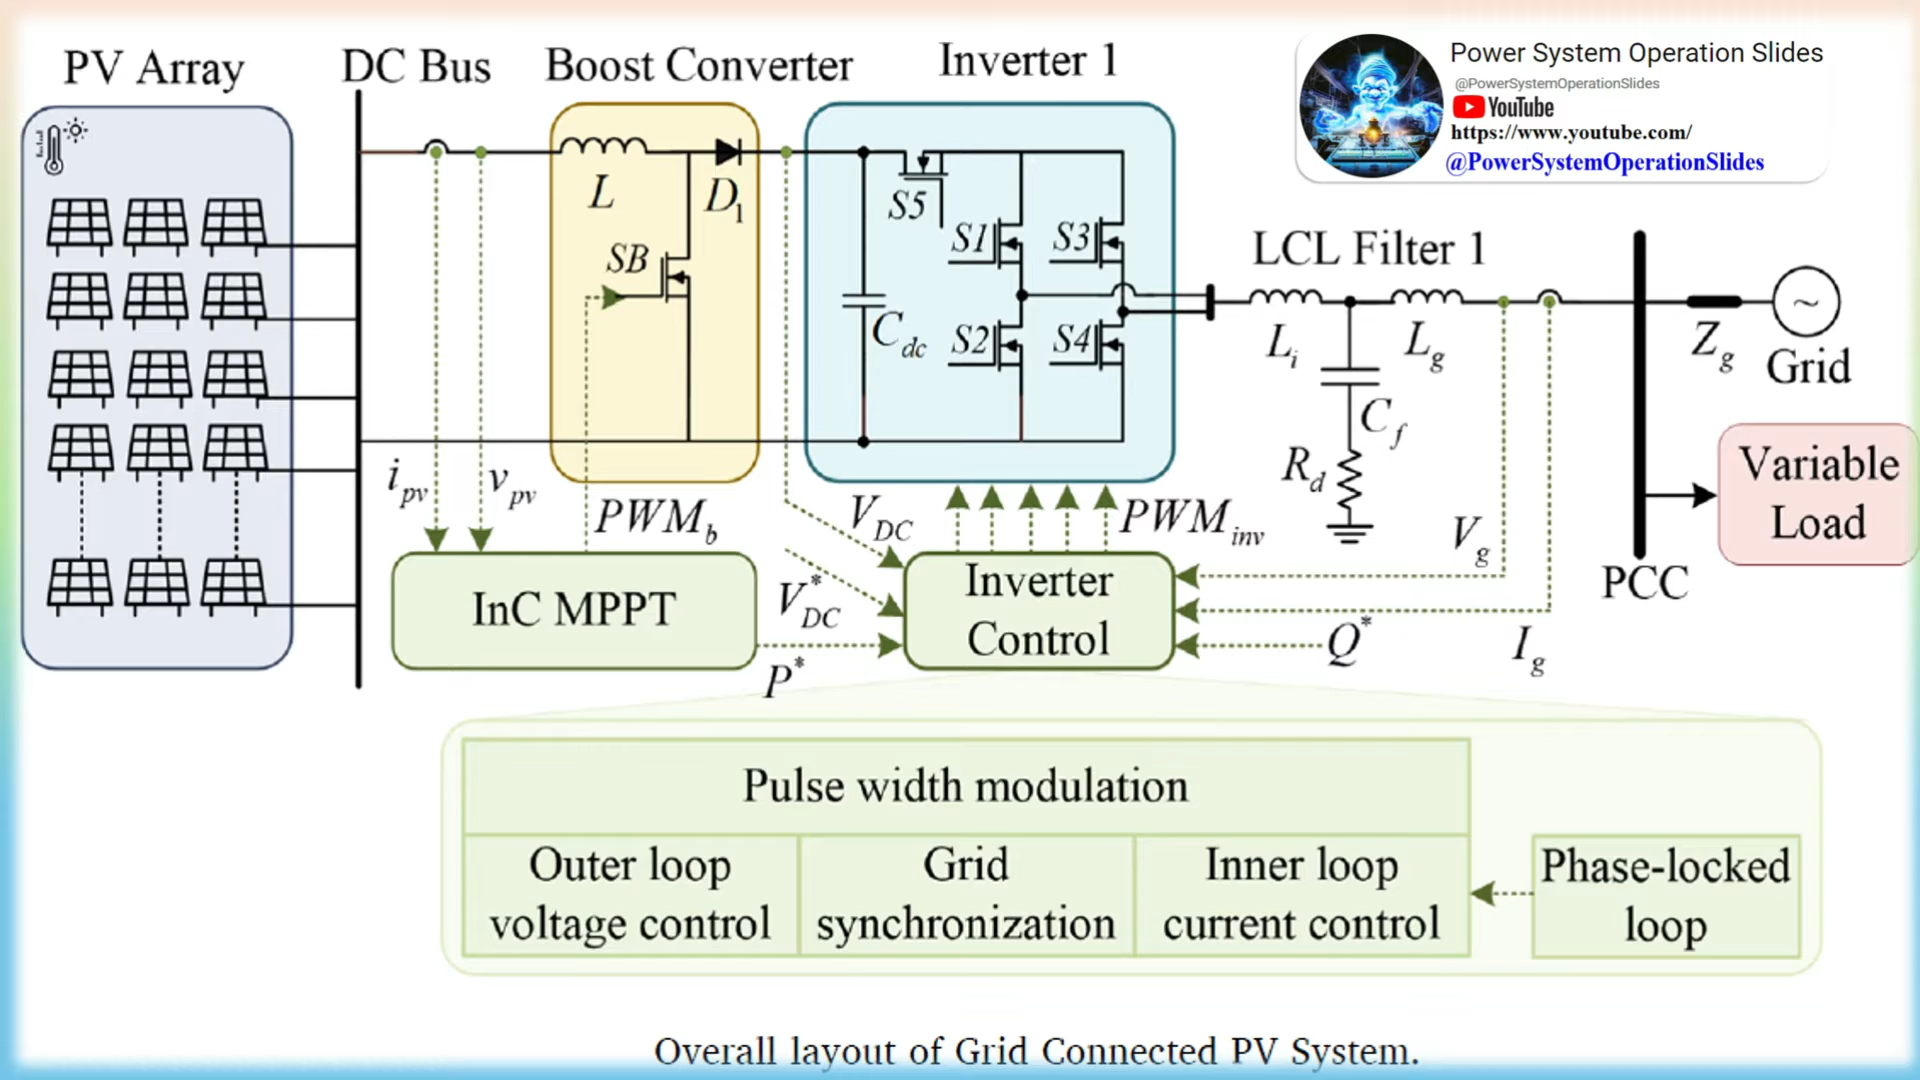 PV Array
DC Bus
Boost Converter
Inverter 1
Power System Operation Slides
@PowerSystemOperationSlides
YouTube
https://www.youtube.com/
@PowerSystemOperationSlides
L
D1
SB
S5
S1
S3
Cdc
S2
S4
LCL Filter 1
Li
Lg
Cf
Rd
Zg
~
Grid
Variable
Load
PCC
ipv
vpv
PWMb
VDC
PWMinv
Vg
InC MPPT
V*DC
P*
Inverter
Control
Q*
Ig
Pulse width modulation
Outer loop
voltage control
Grid
synchronization
Inner loop
current control
Phase-locked
loop
Overall layout of Grid Connected PV System.